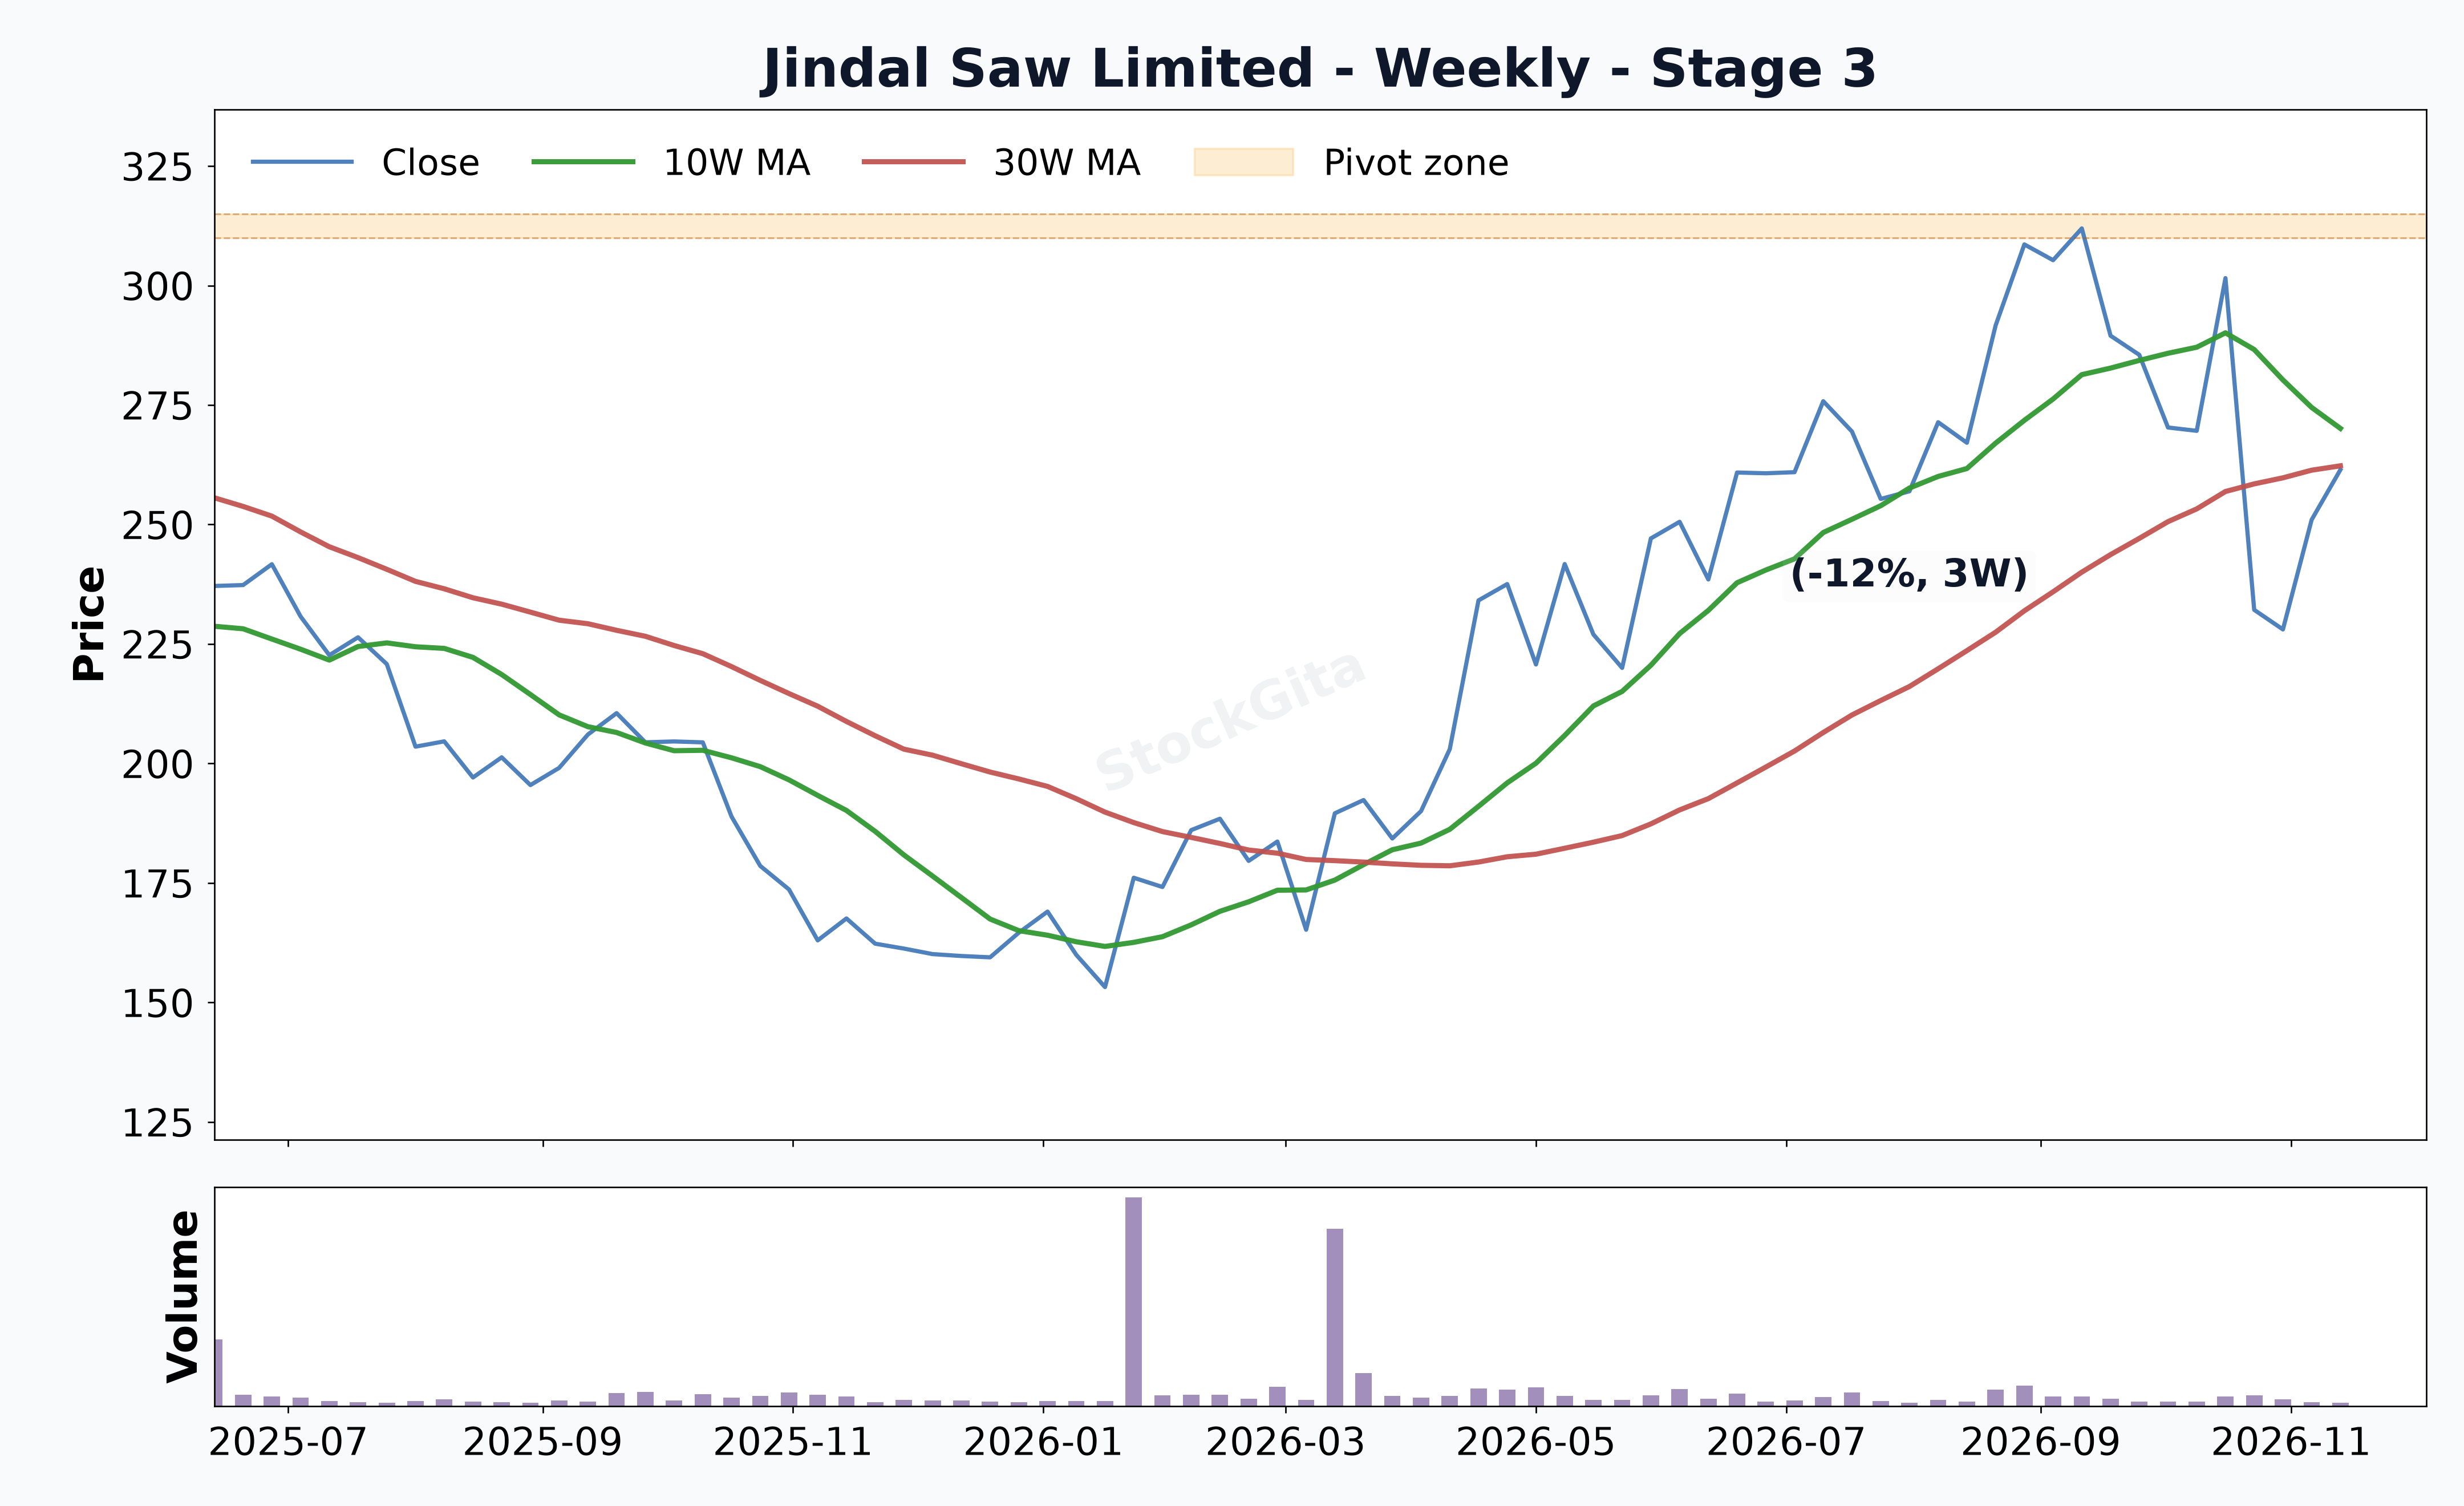 Jindal Saw Limited - Weekly - Stage 3
Close 10W MA 30W MA Pivot zone
325
300
275
250
225
200
175
150
125
Price
(-12%, 3W)
StockGita
Volume
2025-07 2025-09 2025-11 2026-01 2026-03 2026-05 2026-07 2026-09 2026-11